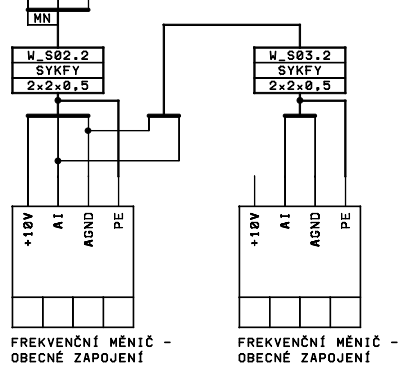 MN
W_S02.2
SYKFY
2x2x0,5
W_S03.2
SYKFY
2x2x0,5
+10V
AI
AGND
PE
+10V
AI
AGND
PE
FREKVENČNÍ MĚNIČ -
OBECNÉ ZAPOJENÍ
FREKVENČNÍ MĚNIČ -
OBECNÉ ZAPOJENÍ